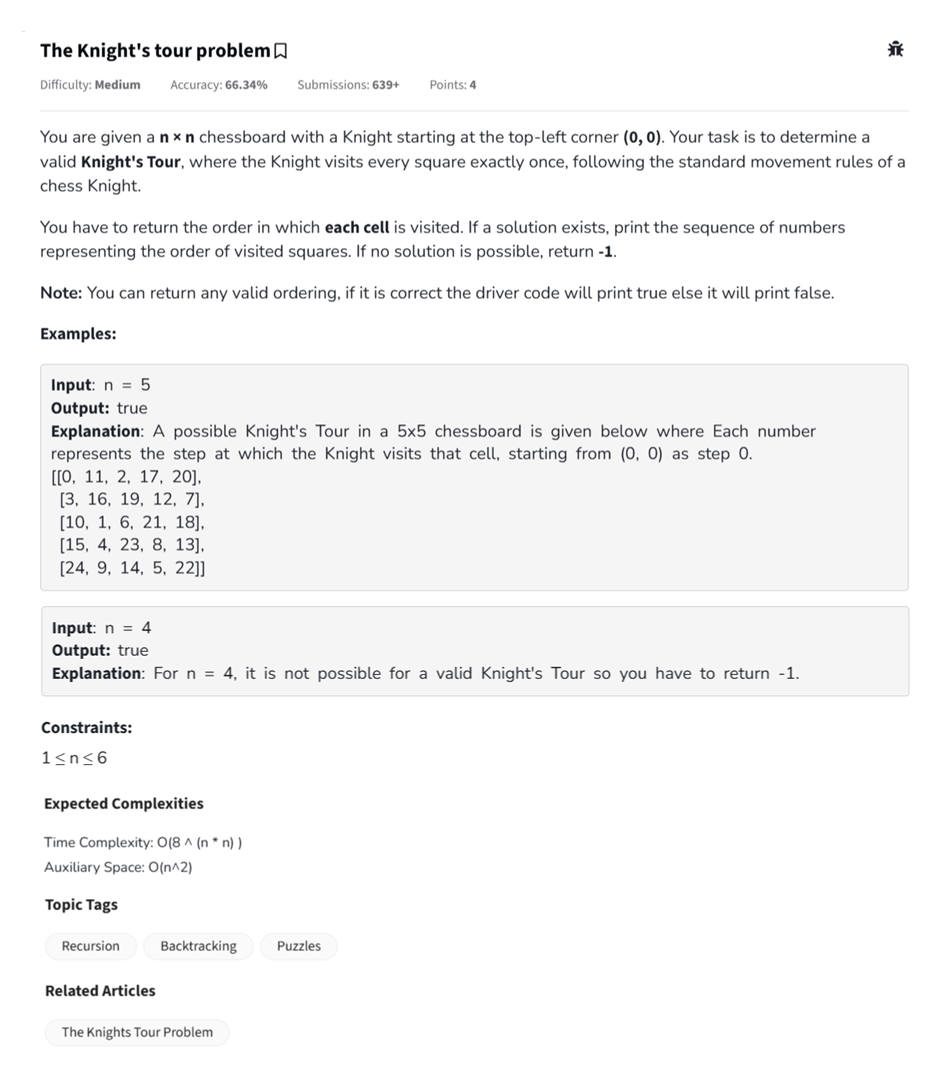 The Knight's tour problem
Difficulty: Medium Accuracy: 66.34% Submissions: 639+ Points: 4
You are given a n × n chessboard with a Knight starting at the top-left corner (0, 0). Your task is to determine a
valid Knight's Tour, where the Knight visits every square exactly once, following the standard movement rules of a
chess Knight.
You have to return the order in which each cell is visited. If a solution exists, print the sequence of numbers
representing the order of visited squares. If no solution is possible, return -1.
Note: You can return any valid ordering, if it is correct the driver code will print true else it will print false.
Examples:
Input: n = 5
Output: true
Explanation: A possible Knight's Tour in a 5x5 chessboard is given below where Each number
represents the step at which the Knight visits that cell, starting from (0, 0) as step 0.
[[0, 11, 2, 17, 20],
[3, 16, 19, 12, 7],
[10, 1, 6, 21, 18],
[15, 4, 23, 8, 13],
[24, 9, 14, 5, 22]]
Input: n = 4
Output: true
Explanation: For n = 4, it is not possible for a valid Knight's Tour so you have to return -1.
Constraints:
1 ≤ n ≤ 6
Expected Complexities
Time Complexity: O(8 ^ (n * n) )
Auxiliary Space: O(n^2)
Topic Tags
Recursion Backtracking Puzzles
Related Articles
The Knights Tour Problem